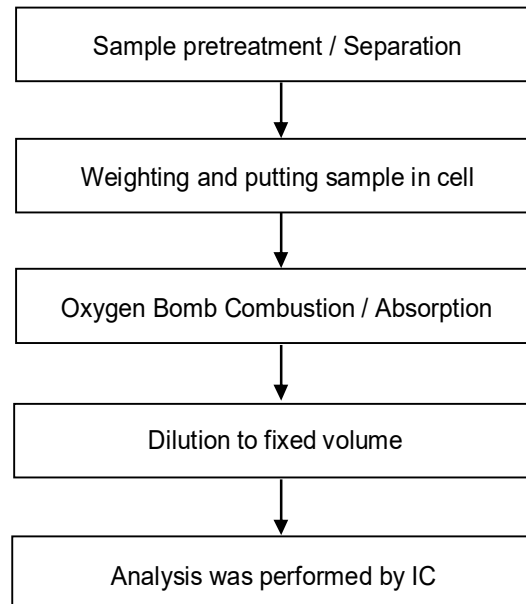 Sample pretreatment / Separation
Weighting and putting sample in cell
Oxygen Bomb Combustion / Absorption
Dilution to fixed volume
Analysis was performed by IC